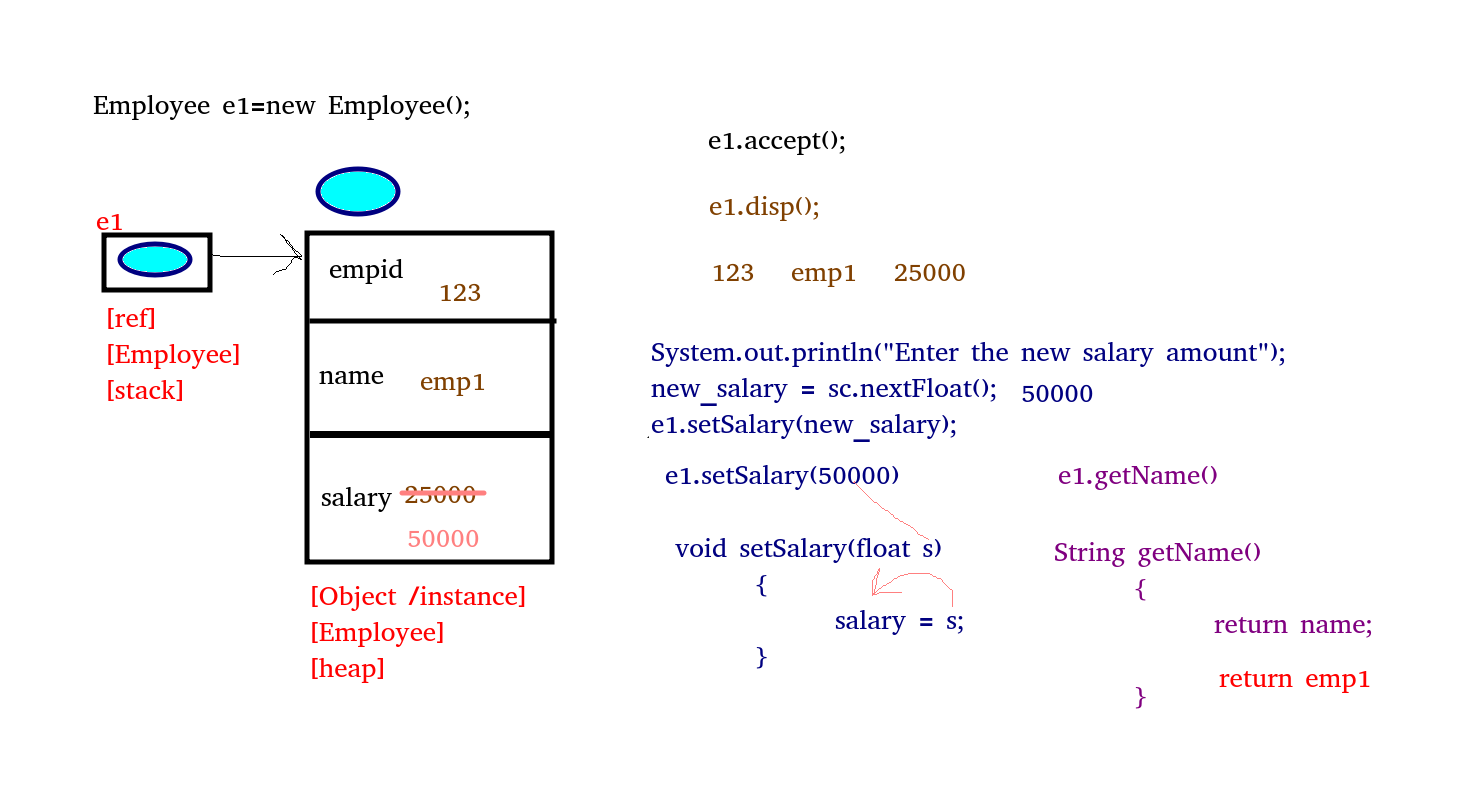 Employee e1=new Employee();
e1
[ref]
[Employee]
[stack]
empid
123
name emp1
salary 25000
50000
[Object /instance]
[Employee]
[heap]
e1.accept();
e1.disp();
123 emp1 25000
System.out.println("Enter the new salary amount");
new_salary = sc.nextFloat(); 50000
e1.setSalary(new_salary);
e1.setSalary(50000)
void setSalary(float s)
{
salary = s;
}
e1.getName()
String getName()
{
return name;
return emp1
}